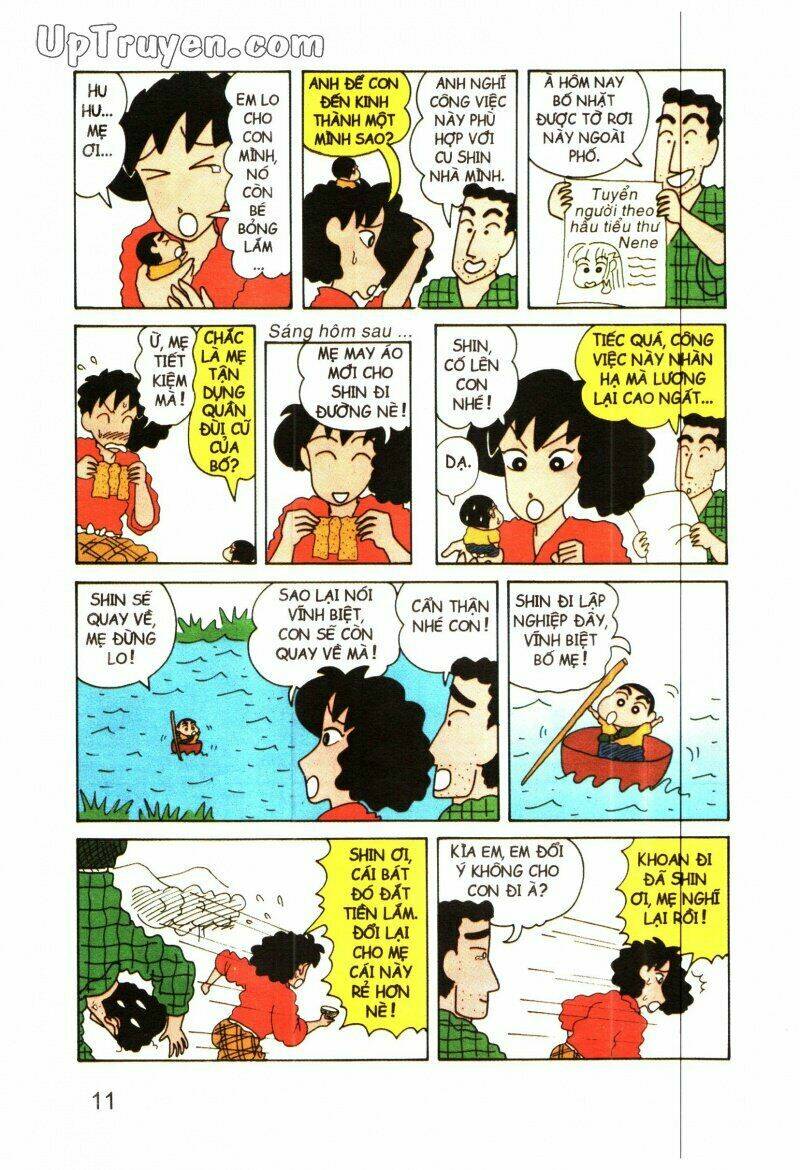 UpTruyen.com
À HÔM NAY
BỐ NHẶT
ĐƯỢC TỜ RƠI
NÀY NGOÀI
PHỐ.
Tuyển
người theo
hầu tiểu thư
Nene
ANH NGHĨ
CÔNG VIỆC
NÀY PHÙ
HỢP VỚI
CU SHIN
NHÀ MÌNH.
ANH ĐỂ CON
ĐẾN KINH
THÀNH MỘT
MÌNH SAO?
EM LO
CHO
CON
MÌNH,
NÓ
CÒN
BÉ
BỎNG
LẮM
...
HU
HU...
MẸ
ƠI...
TIẾC QUÁ, CÔNG
VIỆC NÀY NHÀN
HẠ MÀ LƯƠNG
LẠI CAO NGẤT...
SHIN,
CỐ LÊN
CON
NHÉ!
DẠ.
Sáng hôm sau ...
MẸ MAY ÁO
MỚI CHO
SHIN ĐI
ĐƯỜNG NÈ!
CHẮC
LÀ MẸ
TẬN
DỤNG
QUẦN
ĐÙI CŨ
CỦA
BỐ?
Ừ, MẸ
TIẾT
KIỆM
MÀ!
SHIN ĐI LẬP
NGHIỆP ĐÂY,
VĨNH BIỆT
BỐ MẸ!
CẨN THẬN
NHÉ CON!
SAO LẠI NÓI
VĨNH BIỆT,
CON SẼ CÒN
QUAY VỀ MÀ!
SHIN SẼ
QUAY VỀ,
MẸ ĐỪNG
LO!
KHOAN ĐI
ĐÃ SHIN
ƠI, MẸ NGHĨ
LẠI RỒI!
KÌA EM, EM ĐỔI
Ý KHÔNG CHO
CON ĐI À?
SHIN ƠI,
CÁI BÁT
ĐÓ ĐẮT
TIỀN LẮM.
ĐỔI LẠI
CHO MẸ
CÁI NÀY
RẺ HƠN
NÈ!
11